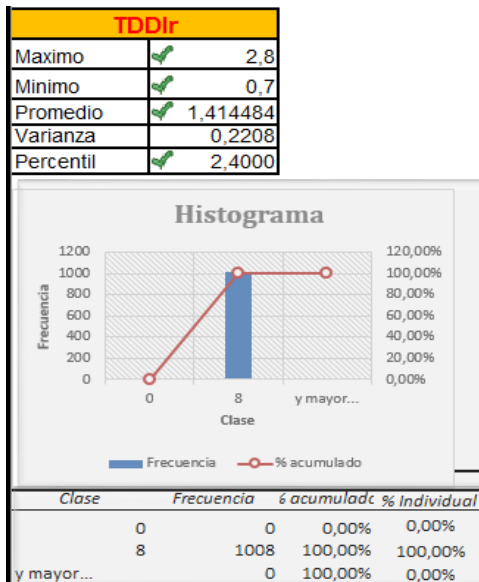 TDDIr
Maximo 2,8
Minimo 0,7
Promedio 1,414484
Varianza 0,2208
Percentil 2,4000
Histograma
1200 120,00%
1000 100,00%
800 80,00%
600 60,00%
400 40,00%
200 20,00%
0 0,00%
Frecuencia
0 8 y mayor...
Clase
Frecuencia % acumulado
Clase Frecuencia % acumulado % Individual
0 0 0,00% 0,00%
8 1008 100,00% 100,00%
y mayor... 0 100,00% 0,00%